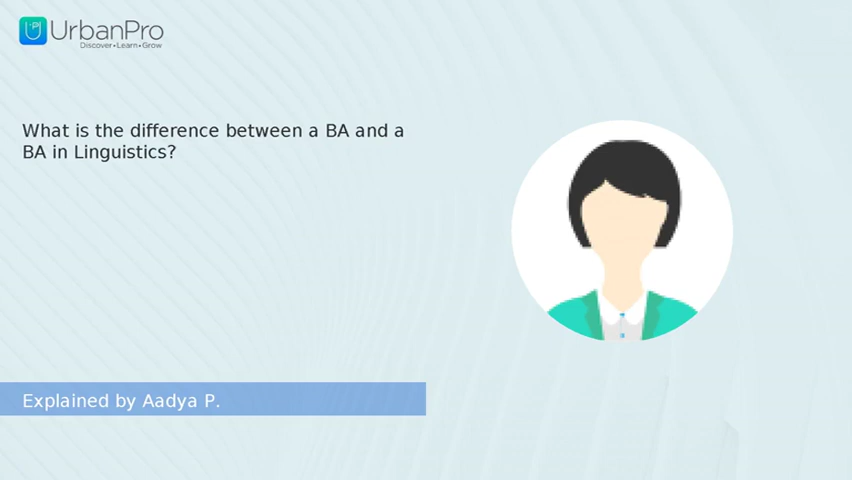 UrbanPro
Discover•Learn•Grow
What is the difference between a BA and a
BA in Linguistics?
Explained by Aadya P.